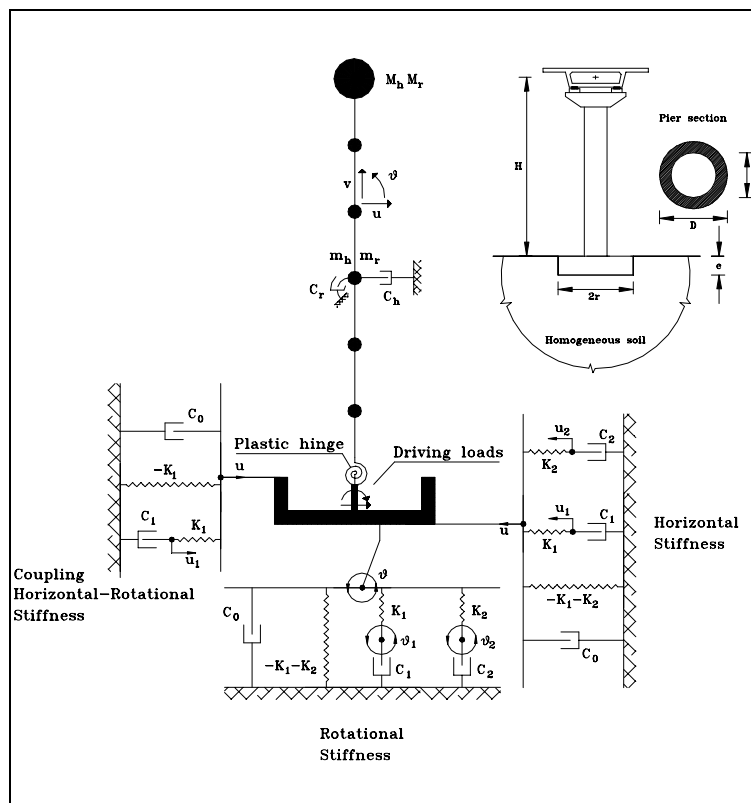 M_h M_r
Pier section
H
D
e
2r
Homogeneous soil
v
ϑ
u
m_h m_r
C_r
C_h
Plastic hinge
Driving loads
C_0
-K_1
C_1
K_1
u_1
u
Coupling
Horizontal-Rotational
Stiffness
u_2
C_2
K_2
u_1
C_1
K_1
u
-K_1-K_2
C_0
Horizontal
Stiffness
ϑ
C_0
K_1
K_2
ϑ_1
ϑ_2
-K_1-K_2
C_1
C_2
Rotational
Stiffness